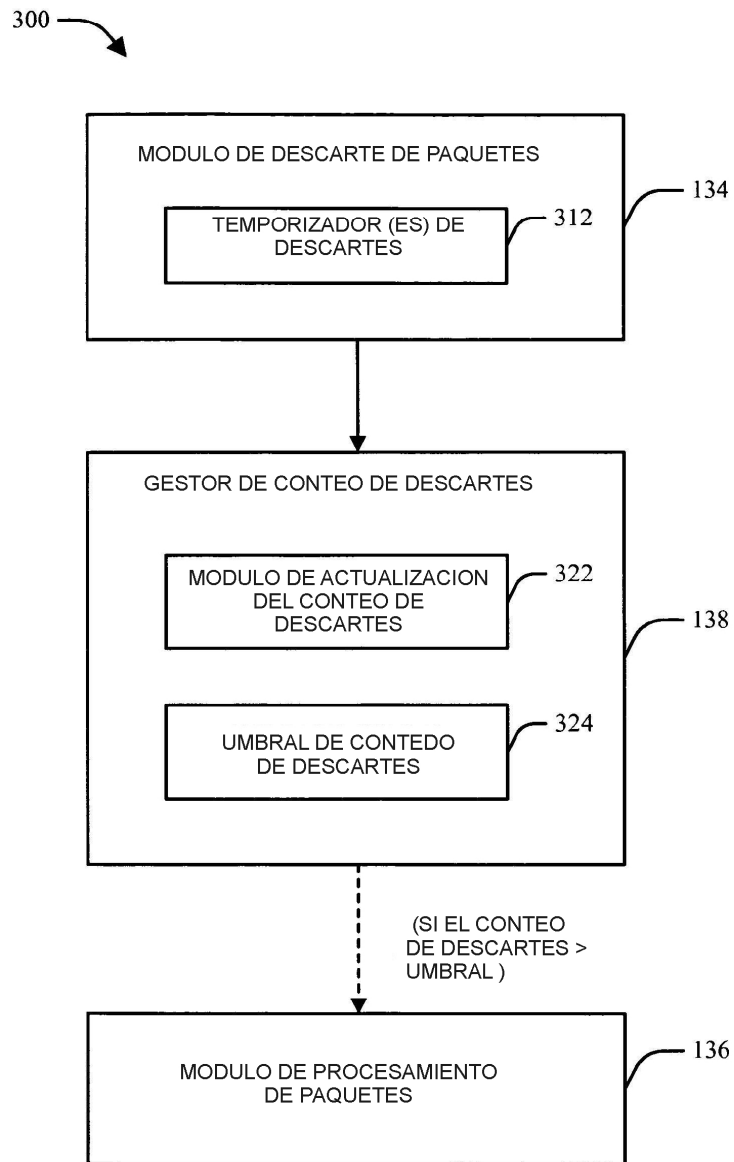 300
MODULO DE DESCARTE DE PAQUETES
134
TEMPORIZADOR (ES) DE
DESCARTES
312
GESTOR DE CONTEO DE DESCARTES
MODULO DE ACTUALIZACION
DEL CONTEO DE
DESCARTES
322
138
UMBRAL DE CONTEDO
DE DESCARTES
324
(SI EL CONTEO
DE DESCARTES >
UMBRAL )
MODULO DE PROCESAMIENTO
DE PAQUETES
136